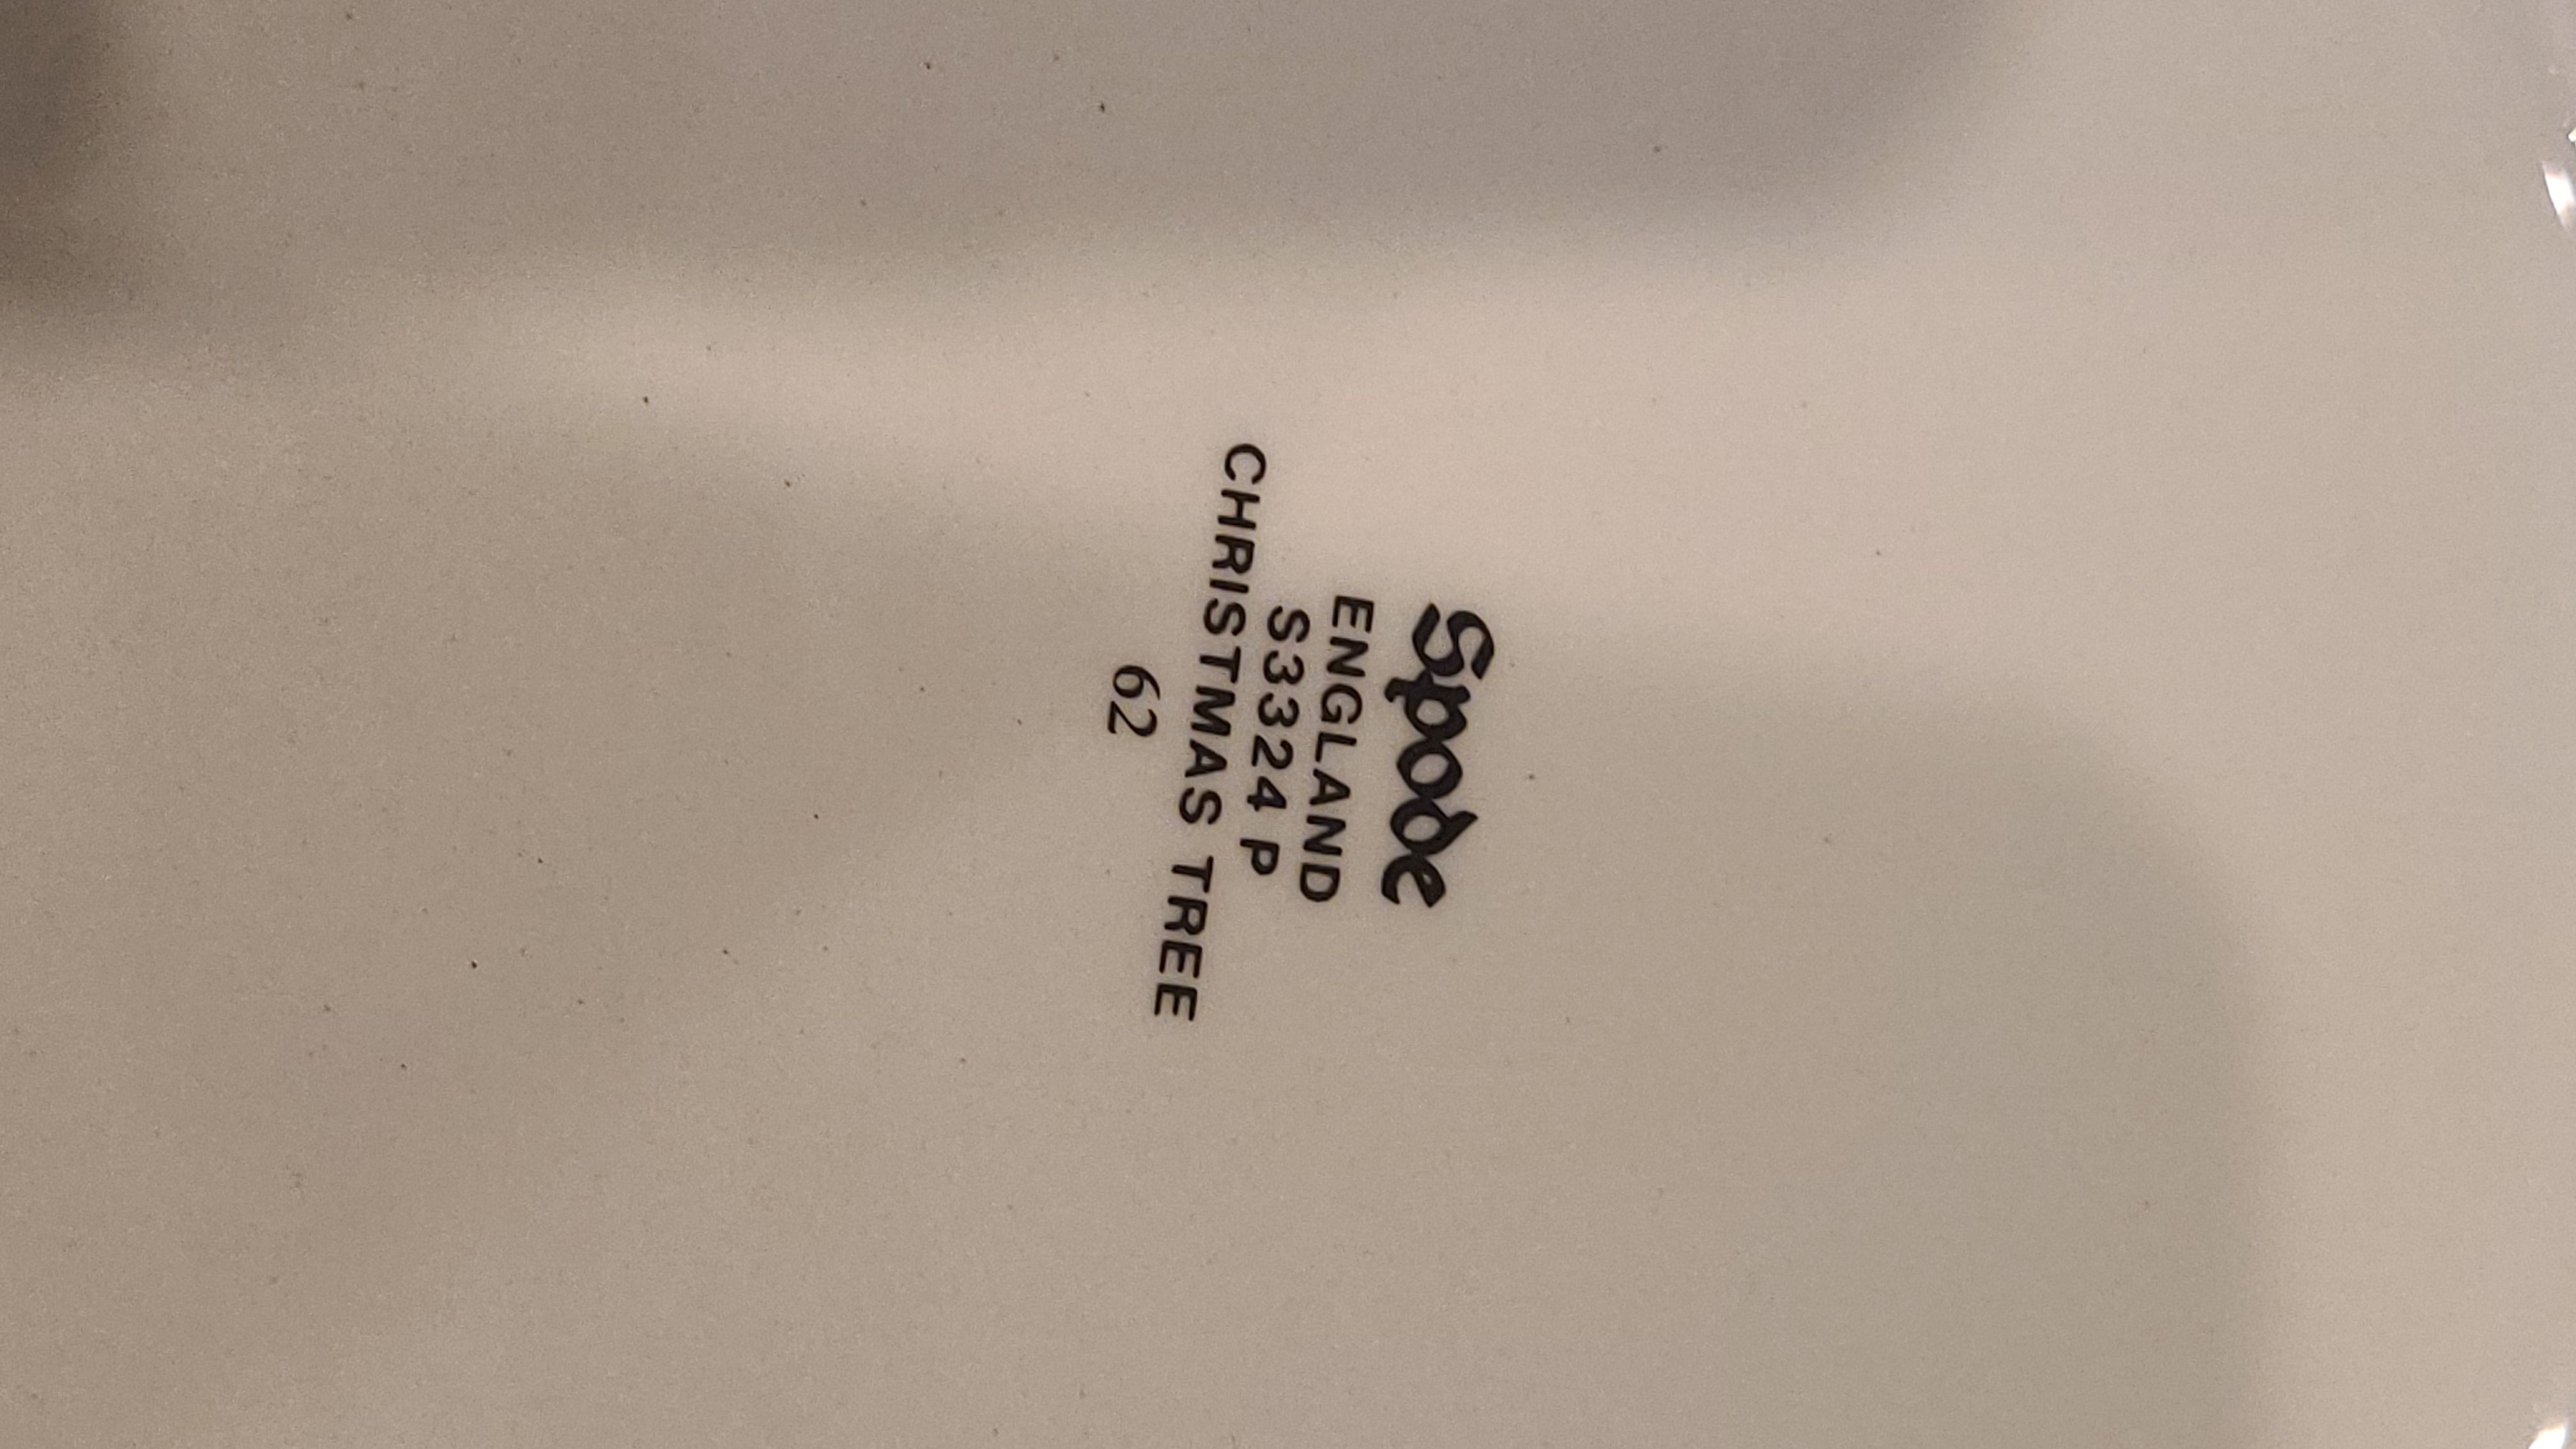 Spode
ENGLAND
S3324 P
CHRISTMAS TREE
62